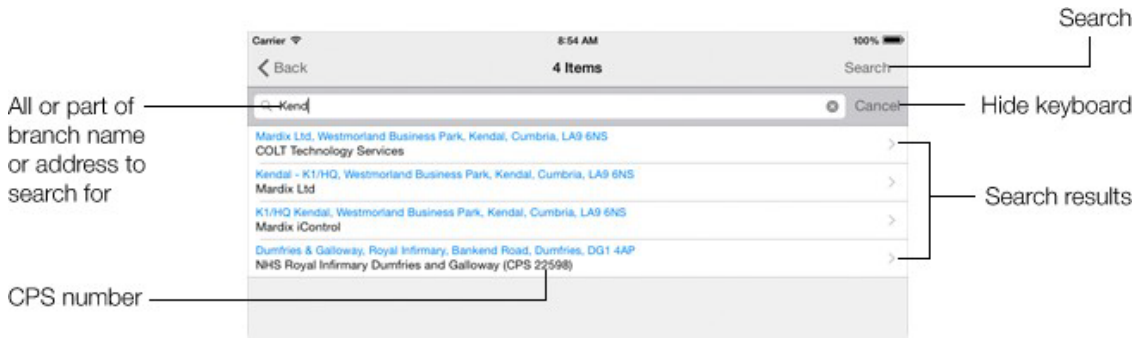 Search
Carrier 8:54 AM 100%
Back 4 Items Search
All or part of
branch name
or address to
search for
Kend Cancel
Hide keyboard
Mardix Ltd, Westmorland Business Park, Kendal, Cumbria, LA9 6NS
COLT Technology Services
Kendal - K1/HQ, Westmorland Business Park, Kendal, Cumbria, LA9 6NS
Mardix Ltd
Search results
K1/HQ Kendal, Westmorland Business Park, Kendal, Cumbria, LA9 6NS
Mardix iControl
Dumfries & Galloway, Royal Infirmary, Bankend Road, Dumfries, DG1 4AP
NHS Royal Infirmary Dumfries and Galloway (CPS 22598)
CPS number